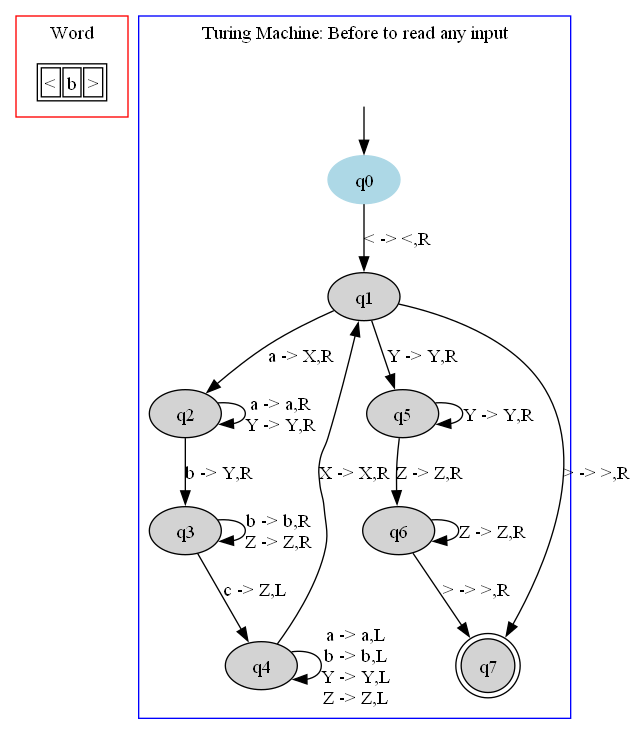 Word
< b >
Turing Machine: Before to read any input
q0
< -> <,R
q1
a -> X,R
Y -> Y,R
q2
a -> a,R
Y -> Y,R
q5
Y -> Y,R
b -> Y,R
X -> X,R
Z -> Z,R
> -> >,R
q3
b -> b,R
Z -> Z,R
q6
Z -> Z,R
c -> Z,L
> -> >,R
q4
a -> a,L
b -> b,L
Y -> Y,L
Z -> Z,L
q7